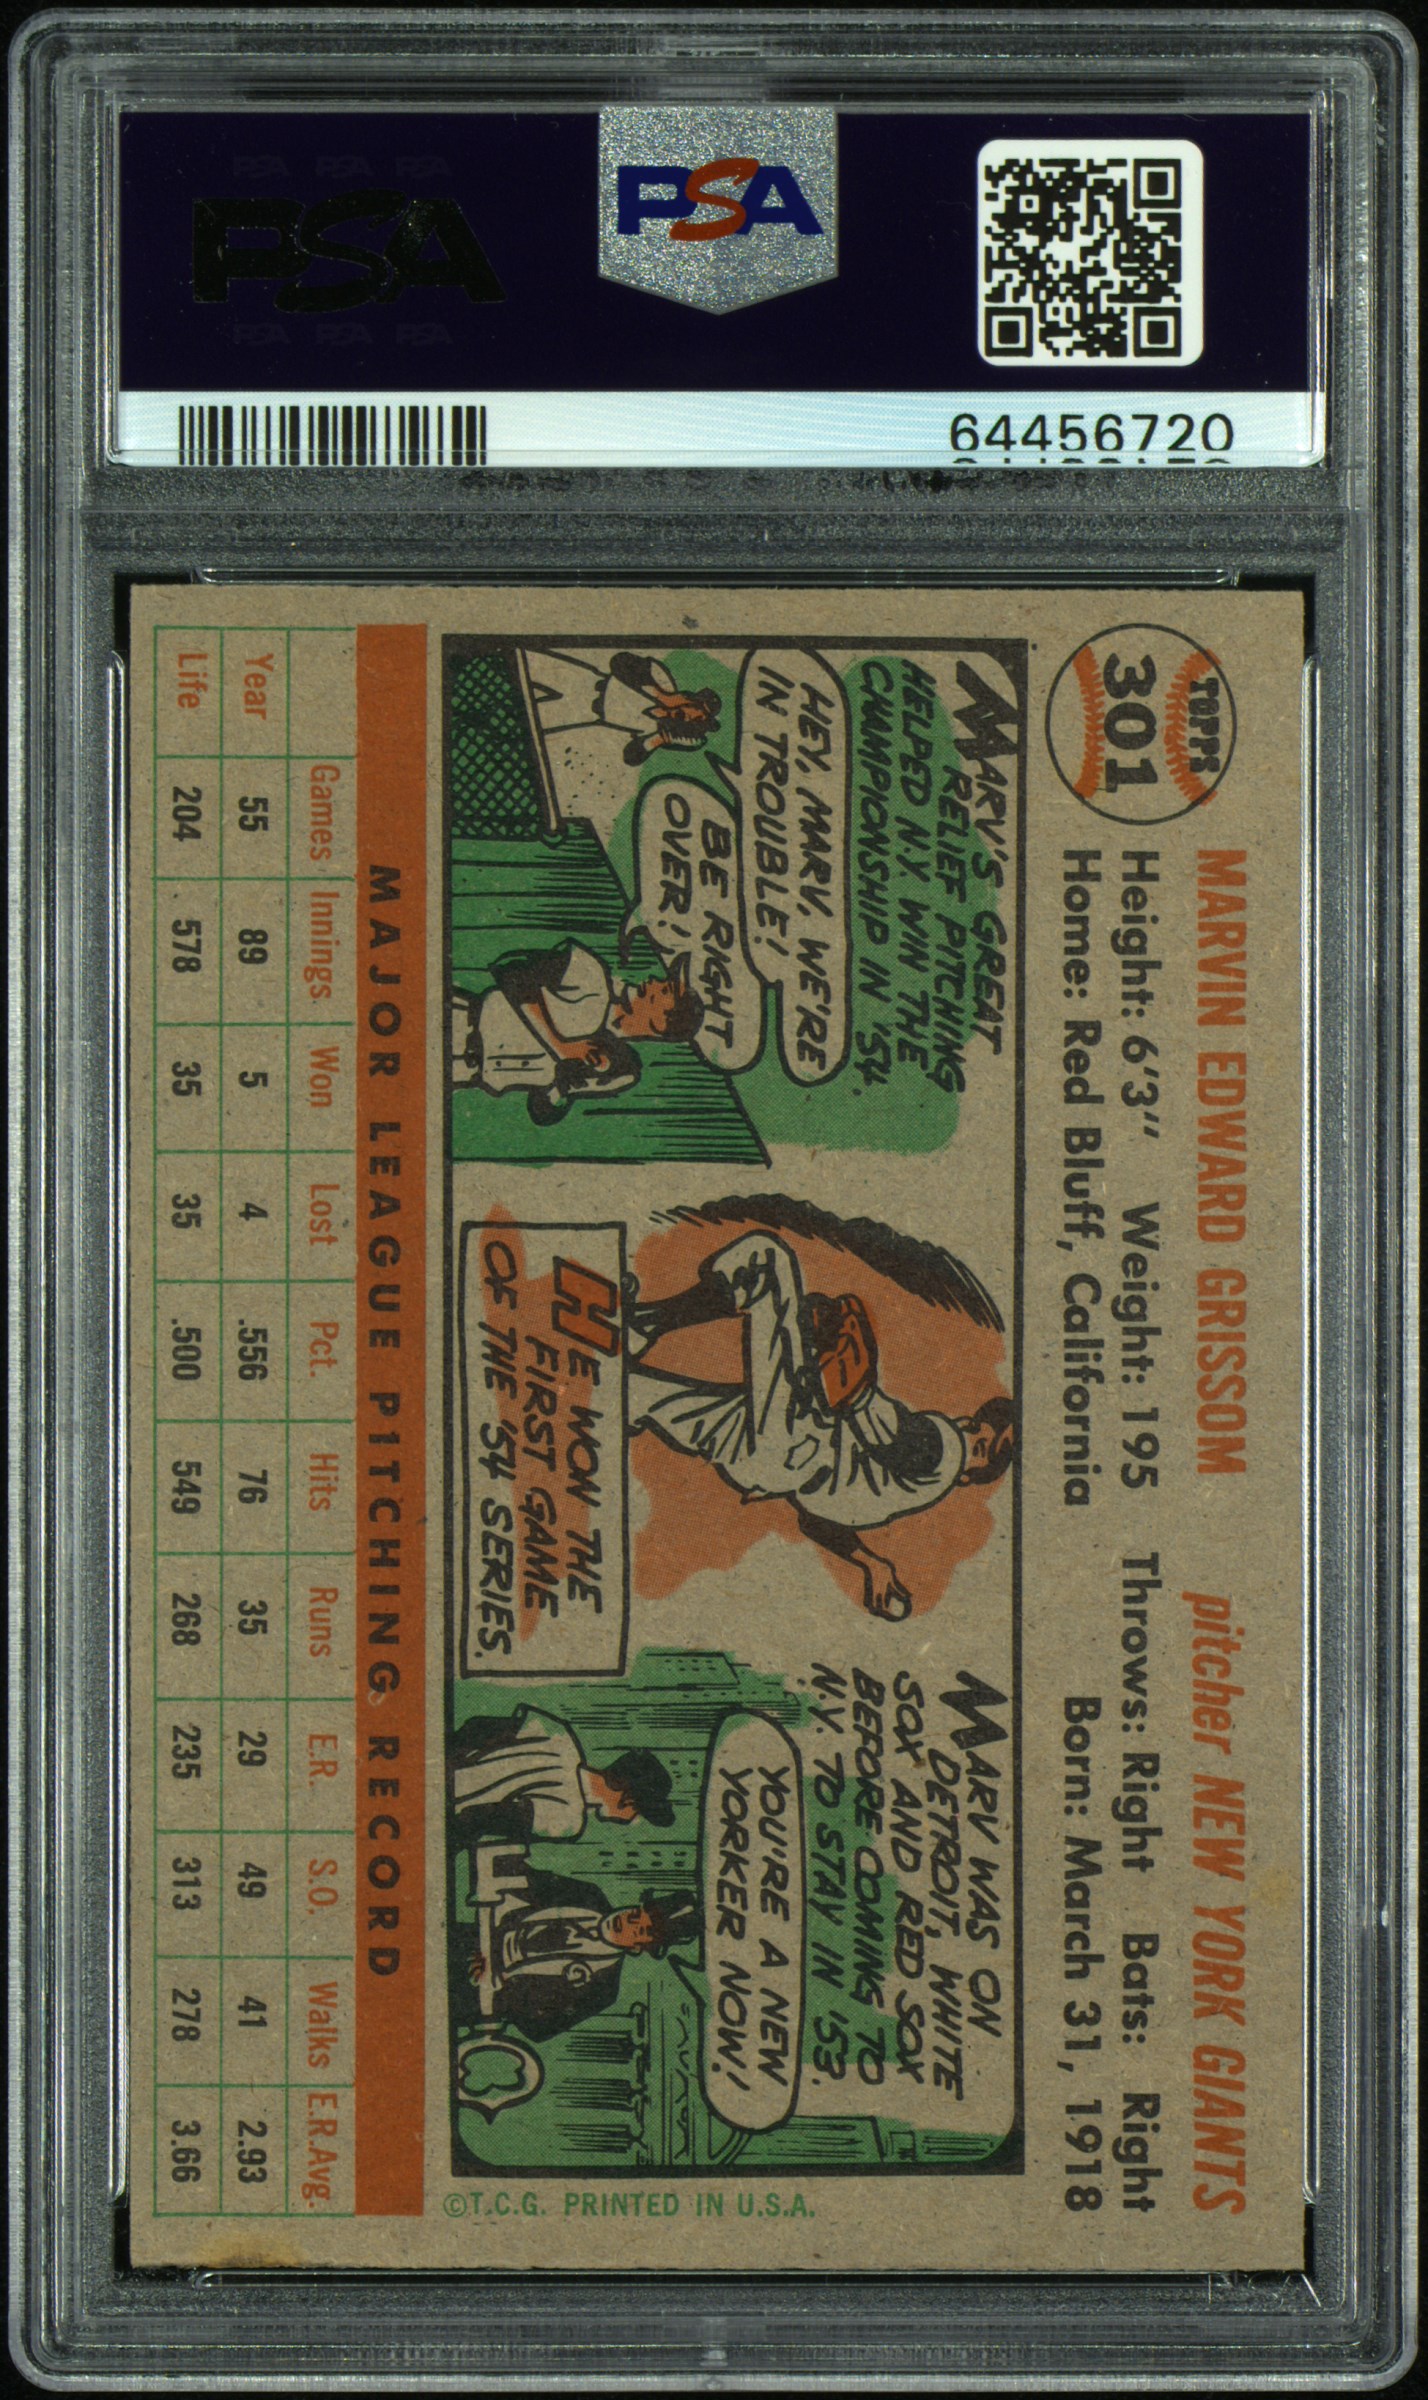 PSA PSA PSA
PSA
PSA PSA PSA
PSA
64456720
TOPPS
301
MARVIN EDWARD GRISSOM pitcher NEW YORK GIANTS
Height: 6'3" Weight: 195 Throws: Right Bats: Right
Home: Red Bluff, California Born: March 31, 1918
MARV'S GREAT
RELIEF PITCHING
HELPED N.Y. WIN THE
CHAMPIONSHIP IN '54.
HEY, MARV, WE'RE
IN TROUBLE!
BE RIGHT
OVER!
HE WON THE
FIRST GAME
OF THE '54 SERIES.
MARV WAS ON
DETROIT, WHITE
SOX AND RED SOX
BEFORE COMING TO
N.Y. TO STAY IN '53.
YOU'RE A NEW
YORKER NOW!
©T.C.G. PRINTED IN U.S.A.
MAJOR LEAGUE PITCHING RECORD
Games Innings Won Lost Pct. Hits Runs E.R. S.O. Walks E.R.Avg.
Year 55 89 5 4 .556 76 35 29 49 41 2.93
Life 204 578 35 35 .500 549 268 235 313 278 3.66